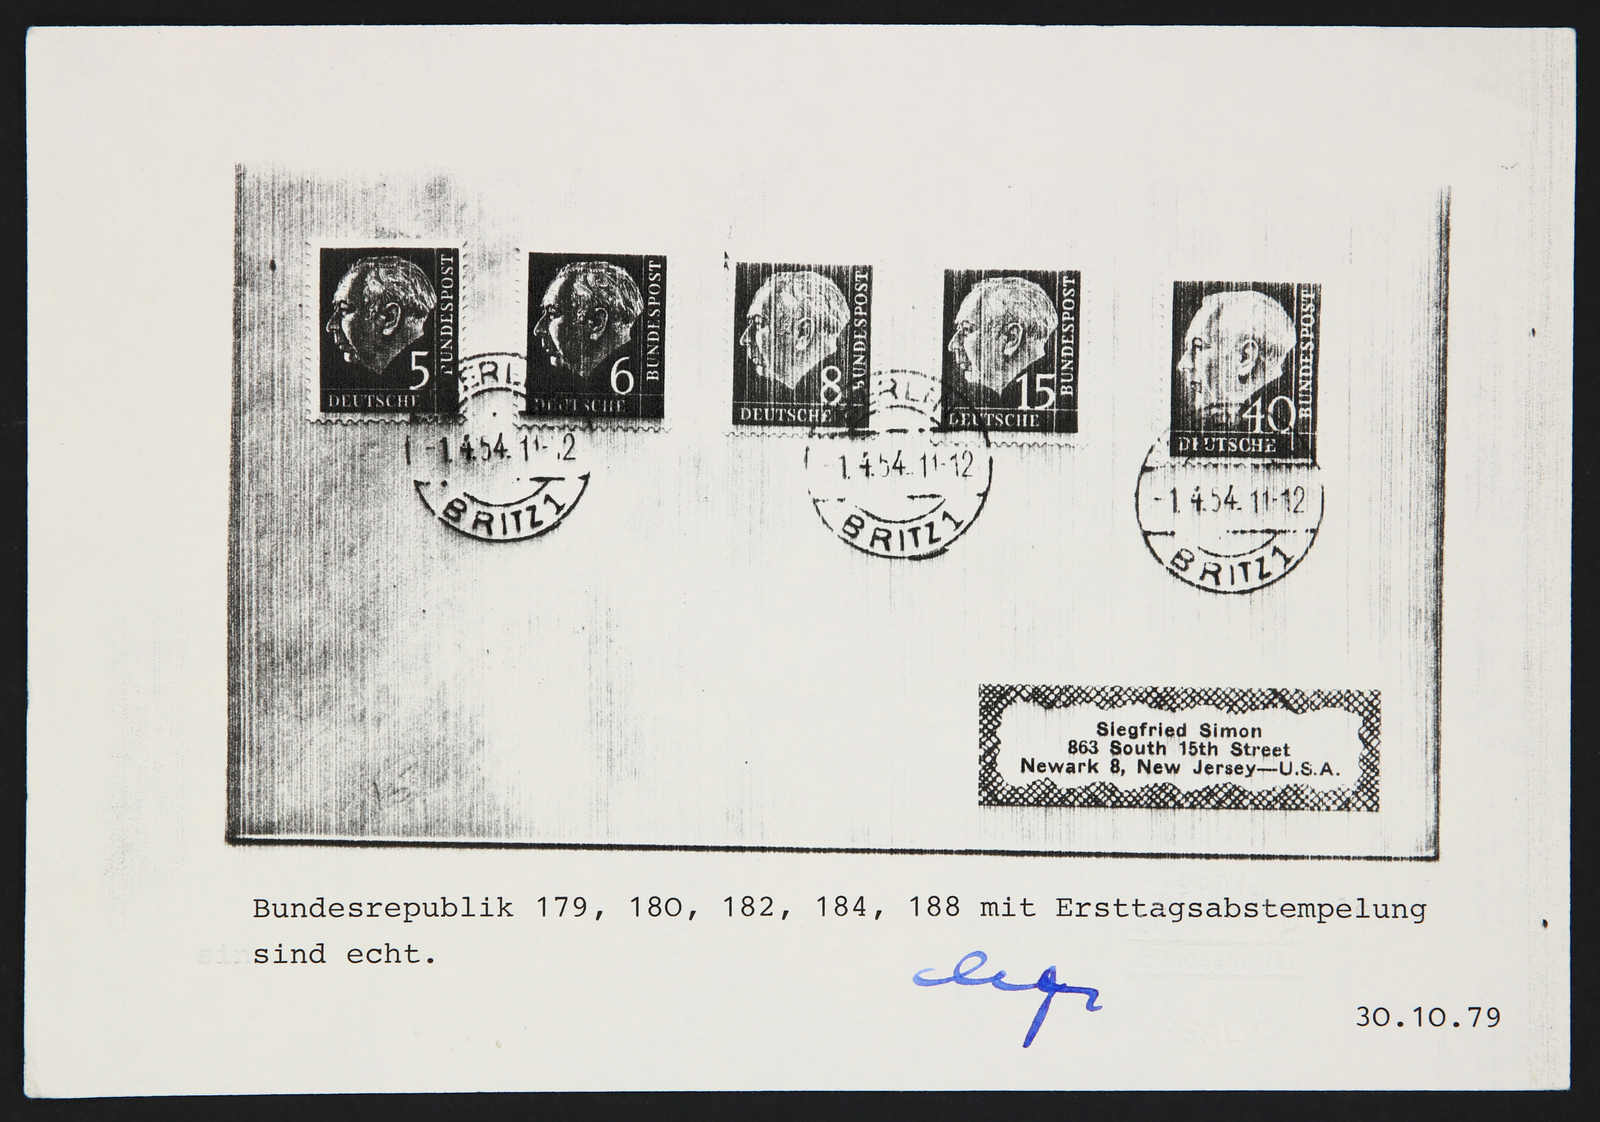 5 BUNDESPOST DEUTSCHE
6 BUNDESPOST DEUTSCHE
8 BUNDESPOST DEUTSCHE
15 BUNDESPOST DEUTSCHE
40 BUNDESPOST DEUTSCHE
-1.4.54. 11-12
BRITZ 1
BERLIN
-1.4.54. 11-12
BRITZ 1
-1.4.54. 11-12
BRITZ 1
Siegfried Simon
863 South 15th Street
Newark 8, New Jersey—U.S.A.
Bundesrepublik 179, 180, 182, 184, 188 mit Ersttagsabstempelung
sind echt.
30.10.79